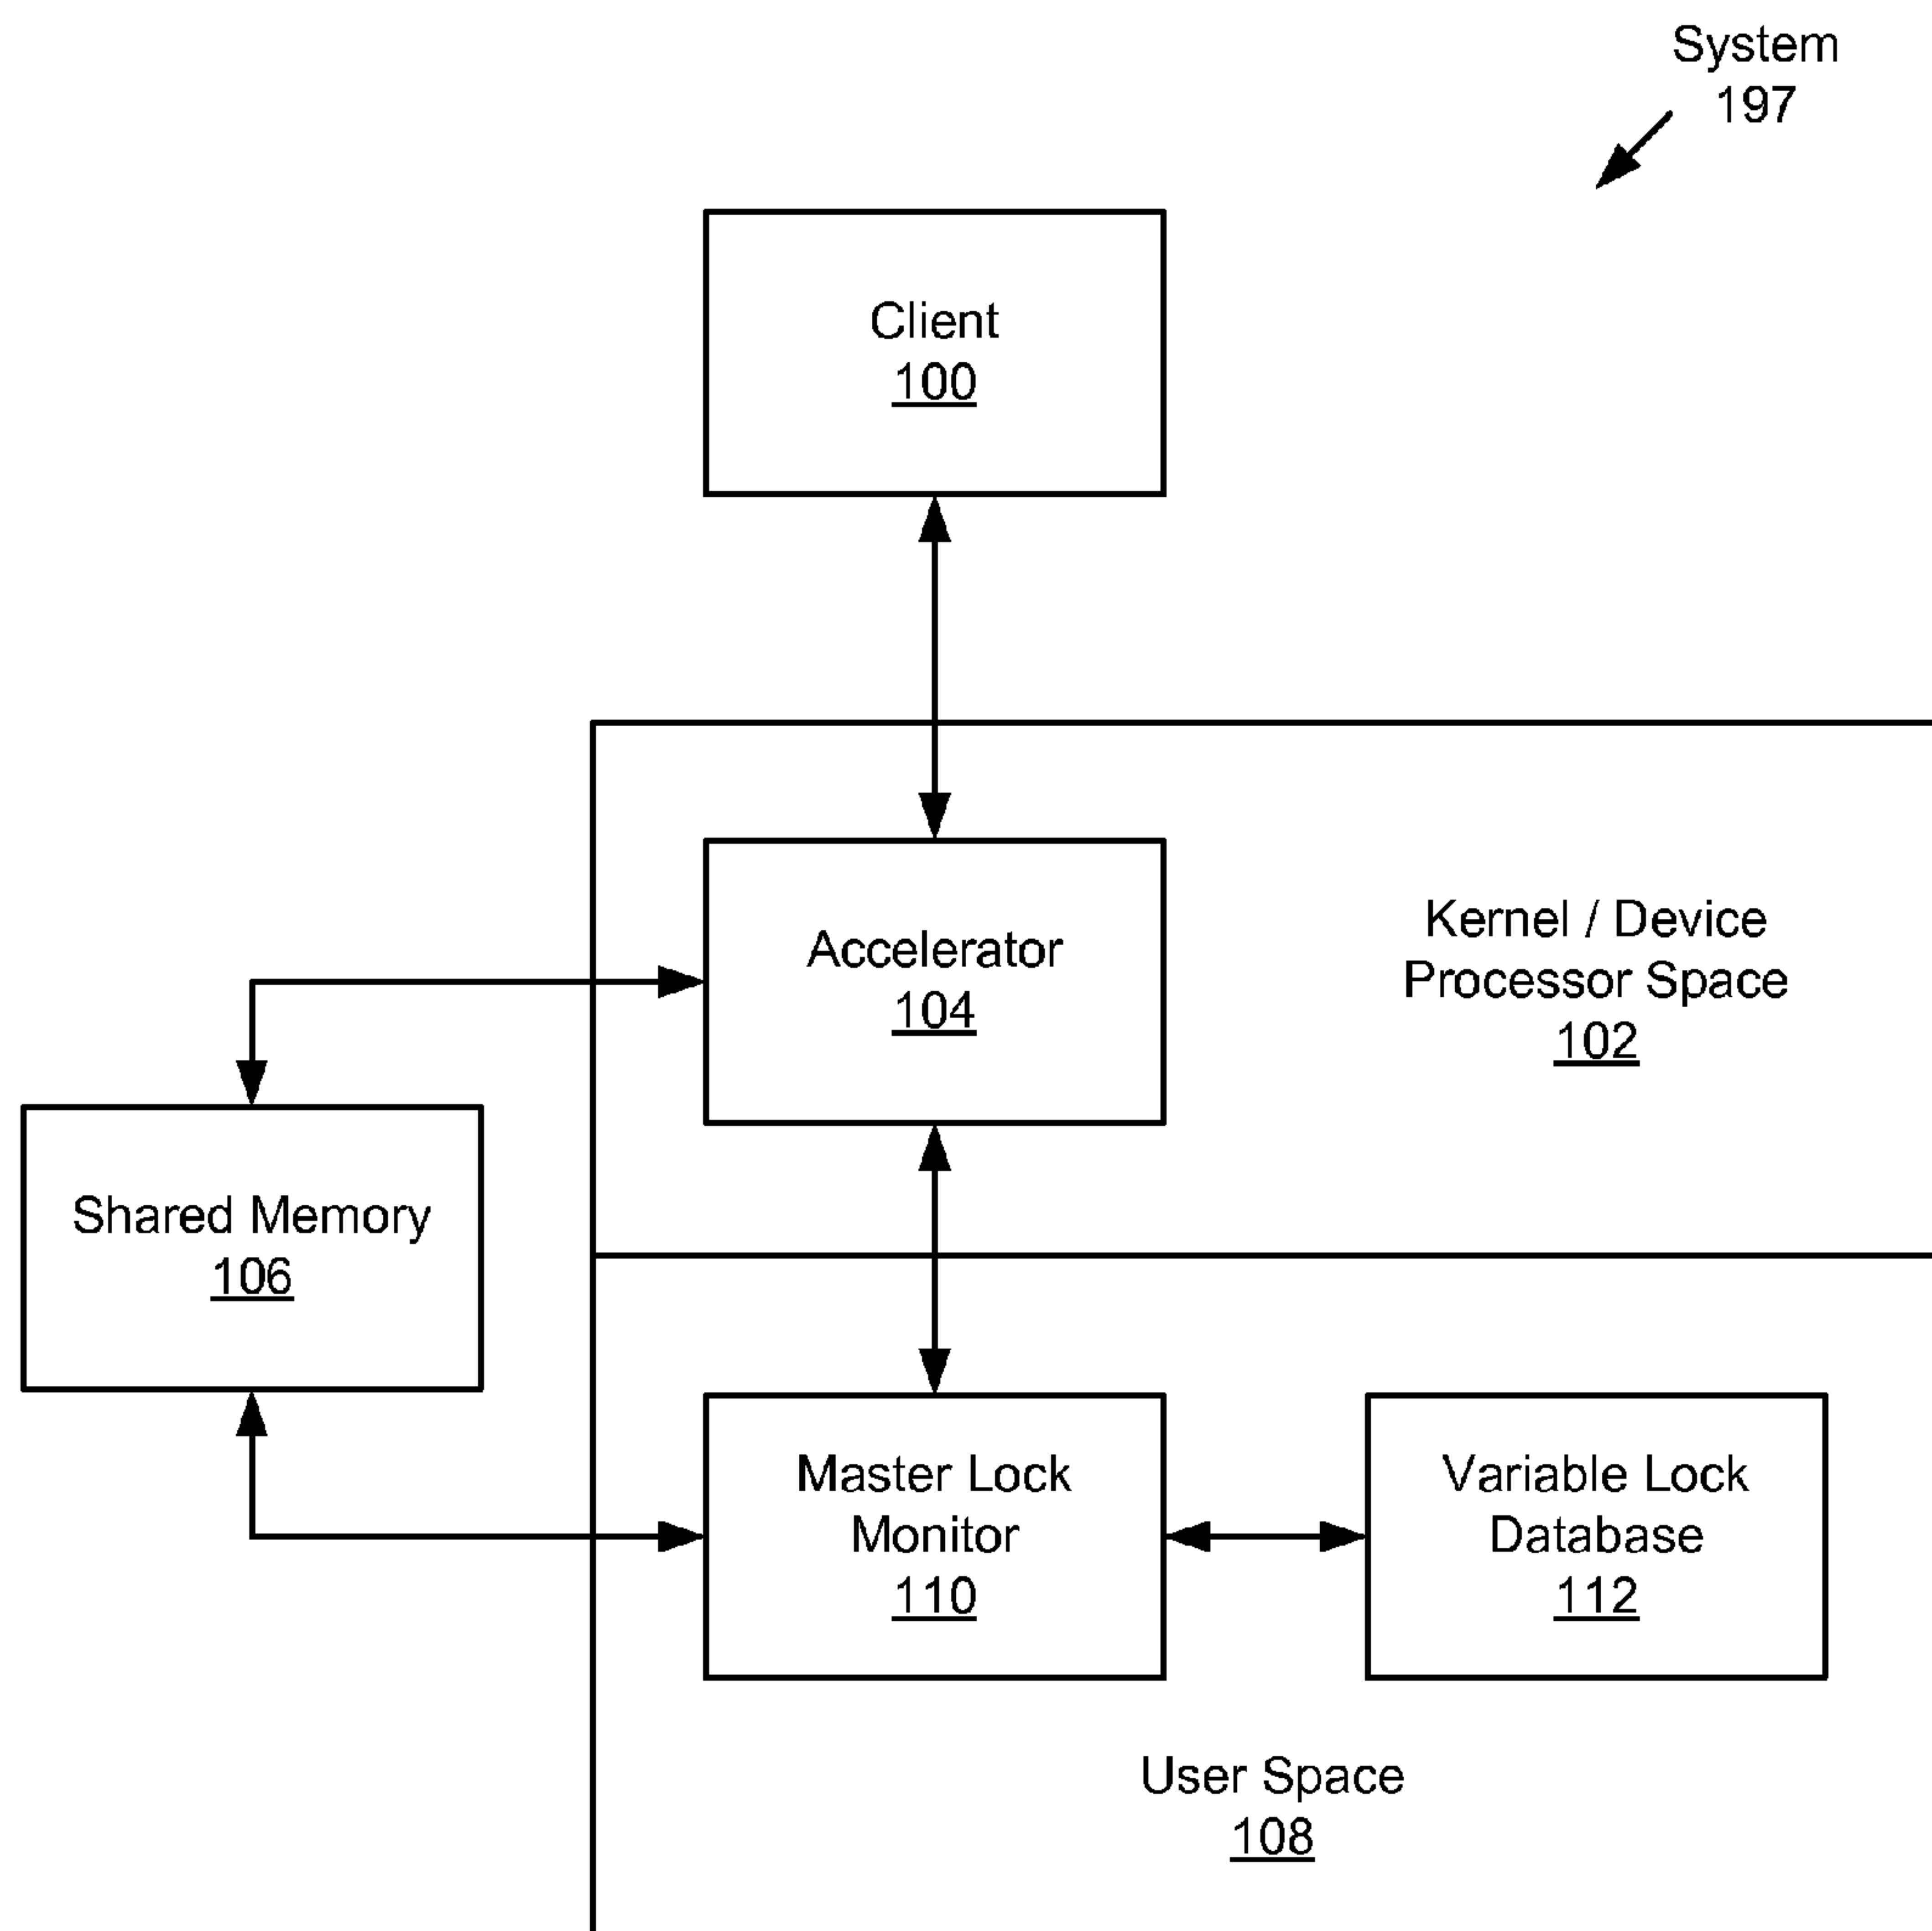 System
197
Client
100
Accelerator
104
Kernel / Device
Processor Space
102
Shared Memory
106
Master Lock
Monitor
110
Variable Lock
Database
112
User Space
108